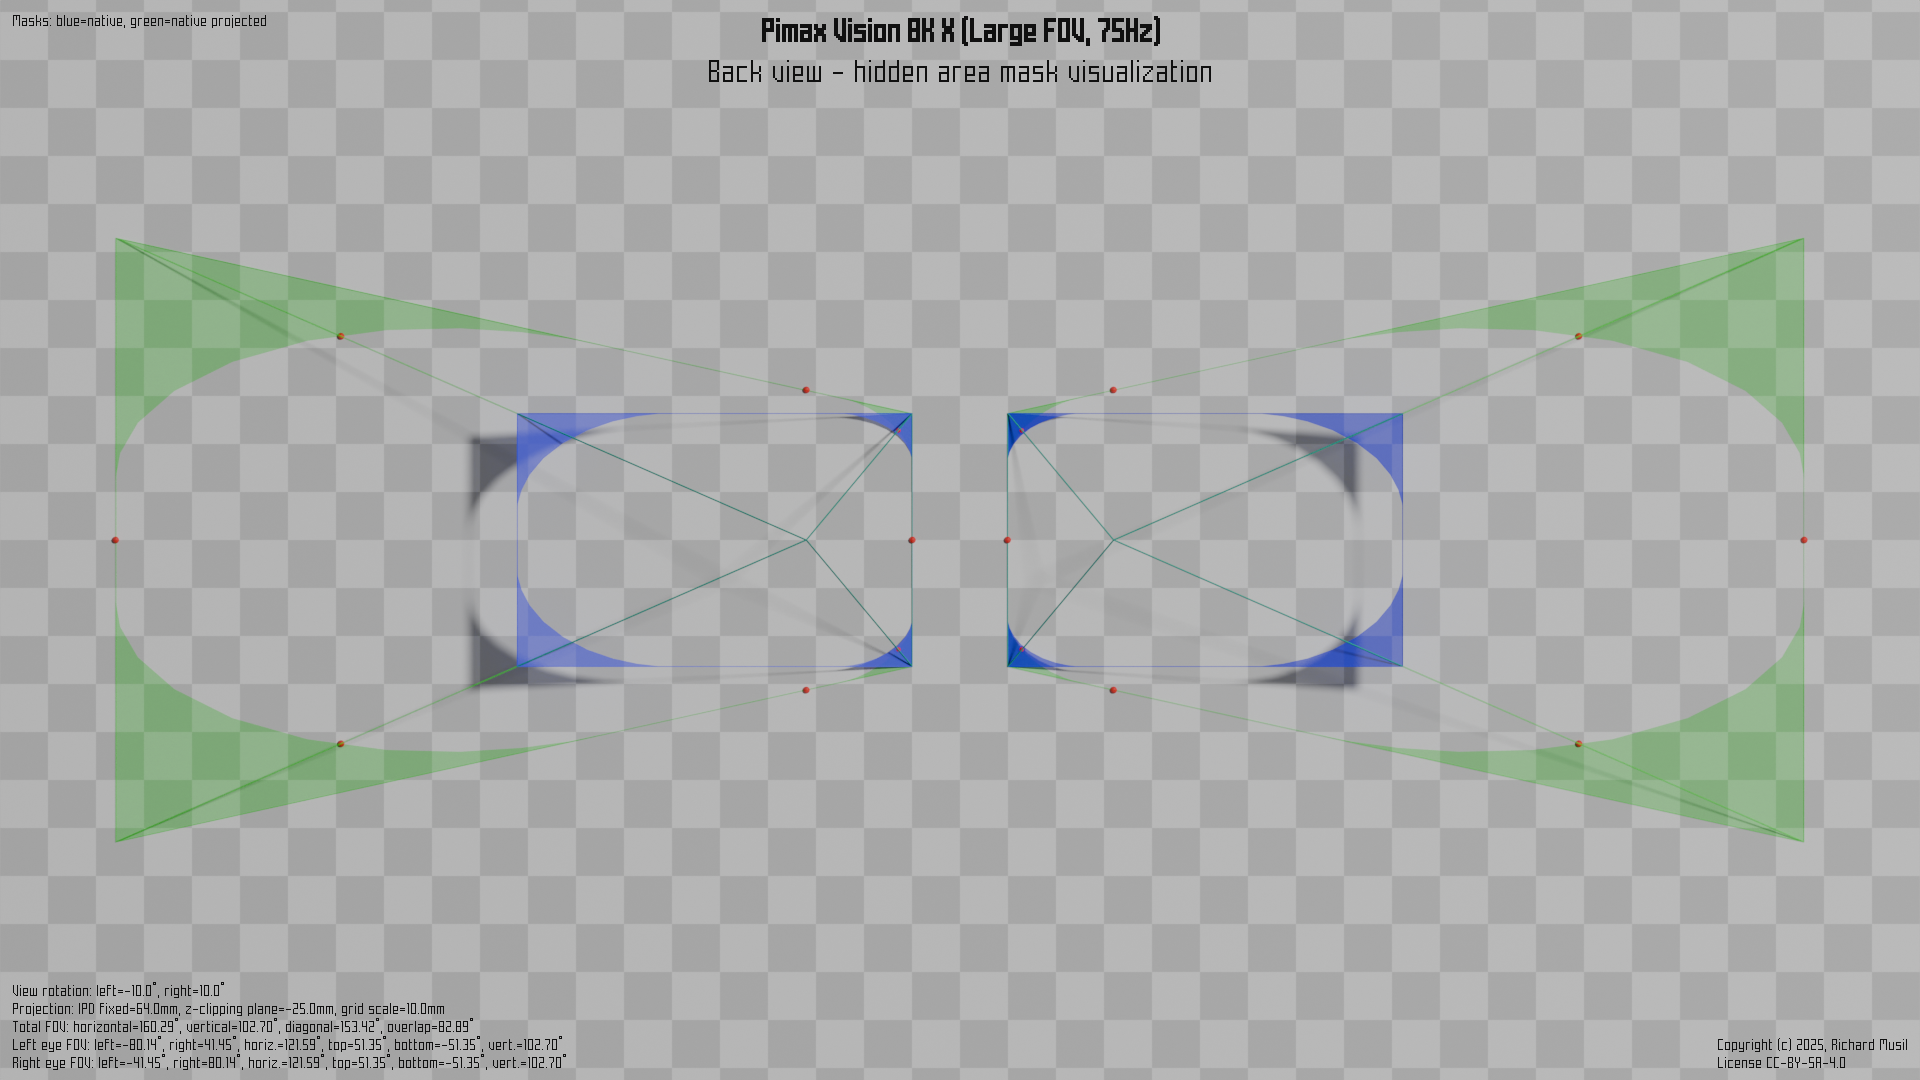 Masks: blue=native, green=native projected
Pimax Vision 8K X (Large FOV, 75Hz)
Back view - hidden area mask visualization
View rotation: left=-10.0°, right=10.0°
Projection: IPD fixed=64.0mm, z-clipping plane=-25.0mm, grid scale=10.0mm
Total FOV: horizontal=160.29°, vertical=102.70°, diagonal=153.42°, overlap=82.89°
Left eye FOV: left=-80.14°, right=41.45°, horiz.=121.59°, top=51.35°, bottom=-51.35°, vert.=102.70°
Right eye FOV: left=-41.45°, right=80.14°, horiz.=121.59°, top=51.35°, bottom=-51.35°, vert.=102.70°
Copyright (c) 2025, Richard Musil
License CC-BY-SA-4.0